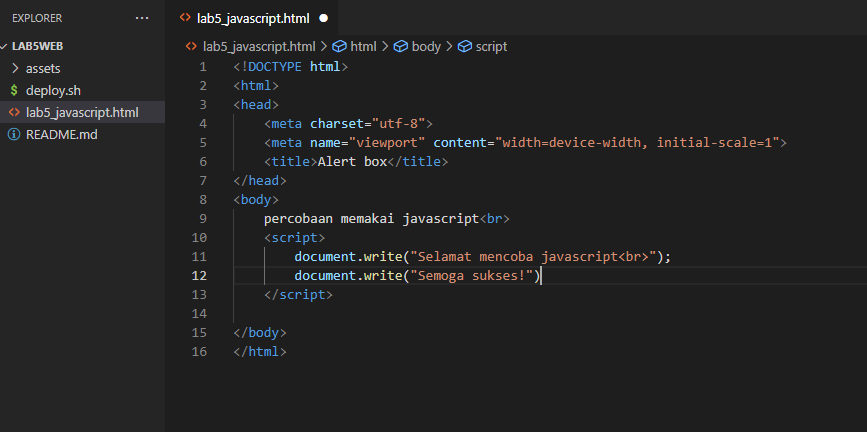 EXPLORER
LAB5WEB
assets
$ deploy.sh
<> lab5_javascript.html
README.md
<> lab5_javascript.html
<> lab5_javascript.html > html > body > script
1 <!DOCTYPE html>
2 <html>
3 <head>
4 <meta charset="utf-8">
5 <meta name="viewport" content="width=device-width, initial-scale=1">
6 <title>Alert box</title>
7 </head>
8 <body>
9 percobaan memakai javascript<br>
10 <script>
11 document.write("Selamat mencoba javascript<br>");
12 document.write("Semoga sukses!")
13 </script>
14
15 </body>
16 </html>